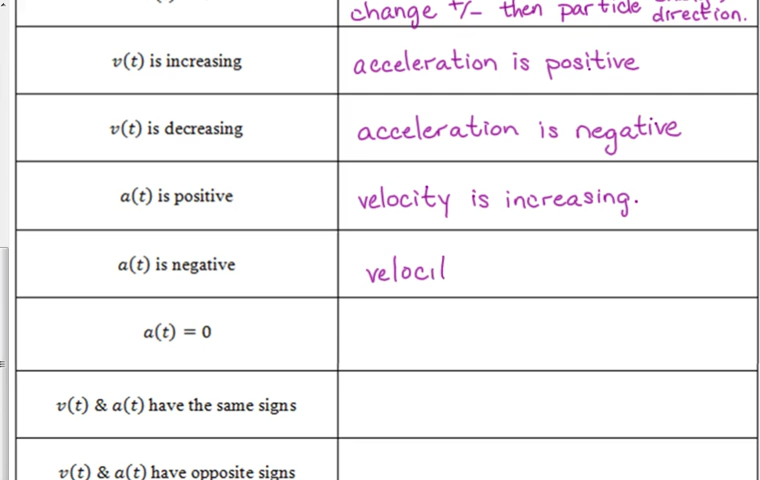 change +/- then particle
direction.
v(t) is increasing
acceleration is positive
v(t) is decreasing
acceleration is negative
a(t) is positive
velocity is increasing.
a(t) is negative
velocil
a(t) = 0
v(t) & a(t) have the same signs
v(t) & a(t) have opposite signs